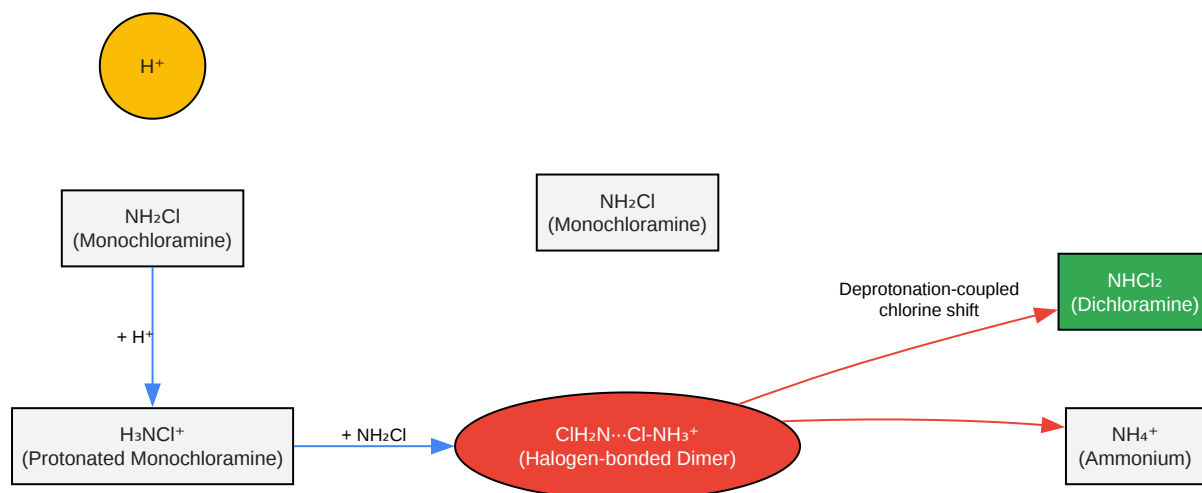 H⁺
NH₂Cl
(Monochloramine)
NH₂Cl
(Monochloramine)
Deprotonation-coupled
chlorine shift
NHCl₂
(Dichloramine)
+ H⁺
H₃NCl⁺
(Protonated Monochloramine)
+ NH₂Cl
ClH₂N···Cl-NH₃⁺
(Halogen-bonded Dimer)
NH₄⁺
(Ammonium)